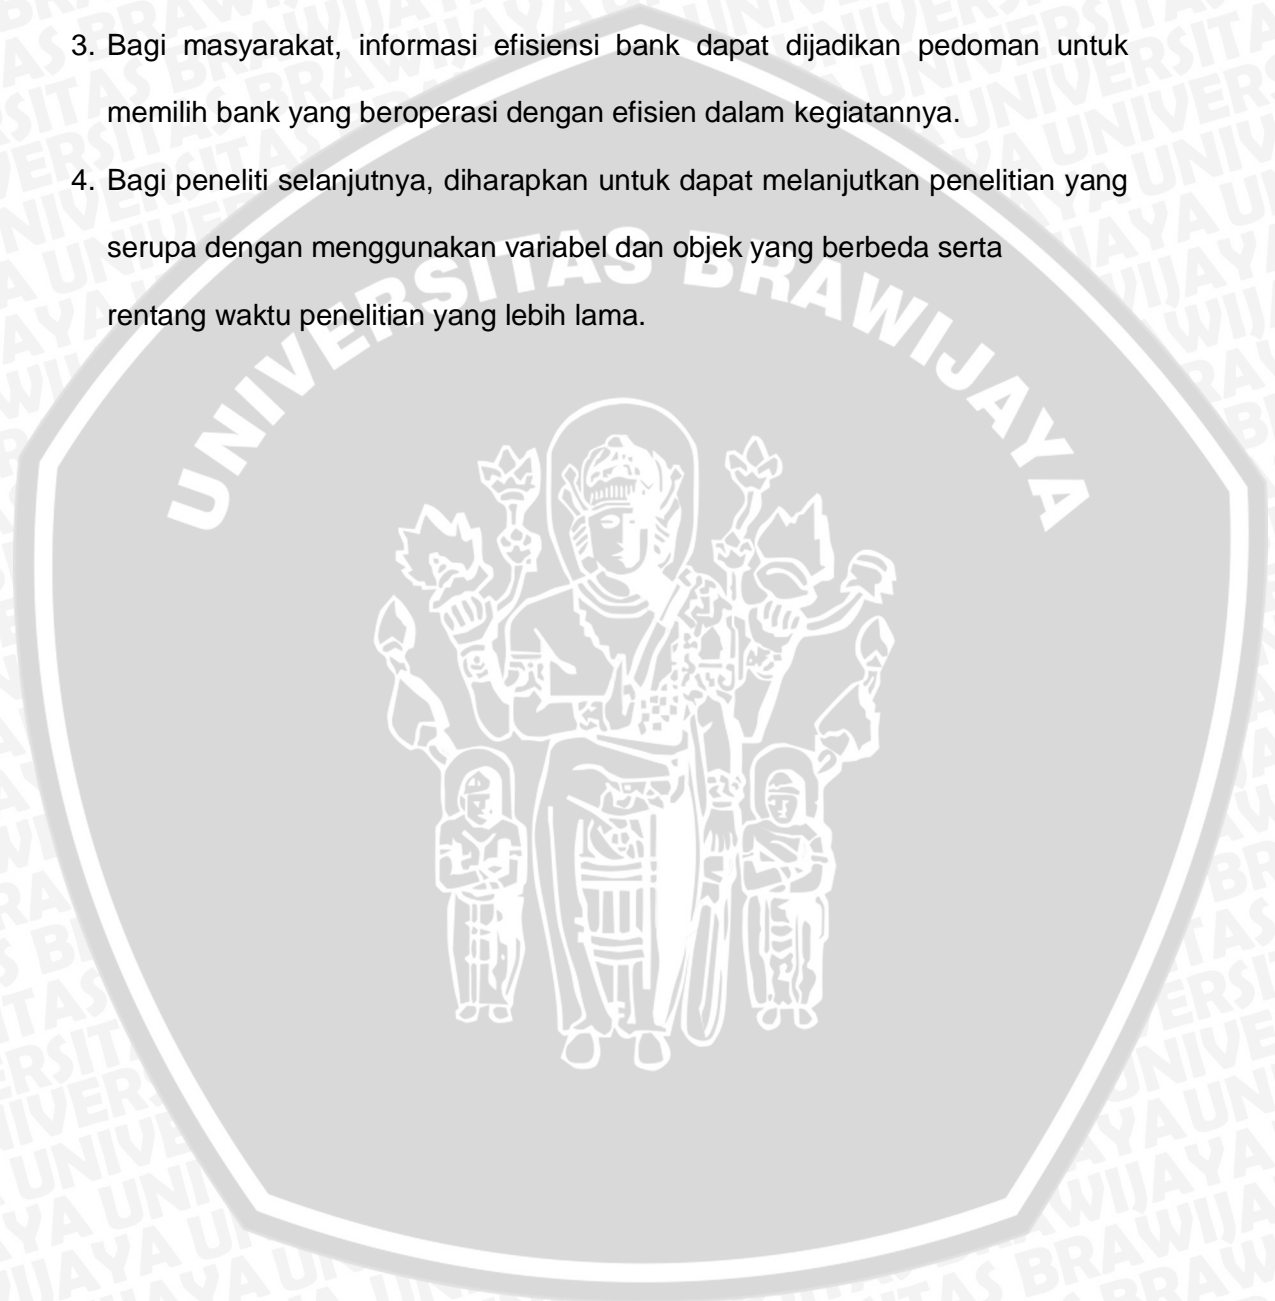 3. Bagi masyarakat, informasi efisiensi bank dapat dijadikan pedoman untuk
memilih bank yang beroperasi dengan efisien dalam kegiatannya.
4. Bagi peneliti selanjutnya, diharapkan untuk dapat melanjutkan penelitian yang
serupa dengan menggunakan variabel dan objek yang berbeda serta
rentang waktu penelitian yang lebih lama.
UNIVERSITAS BRAWIJAYA